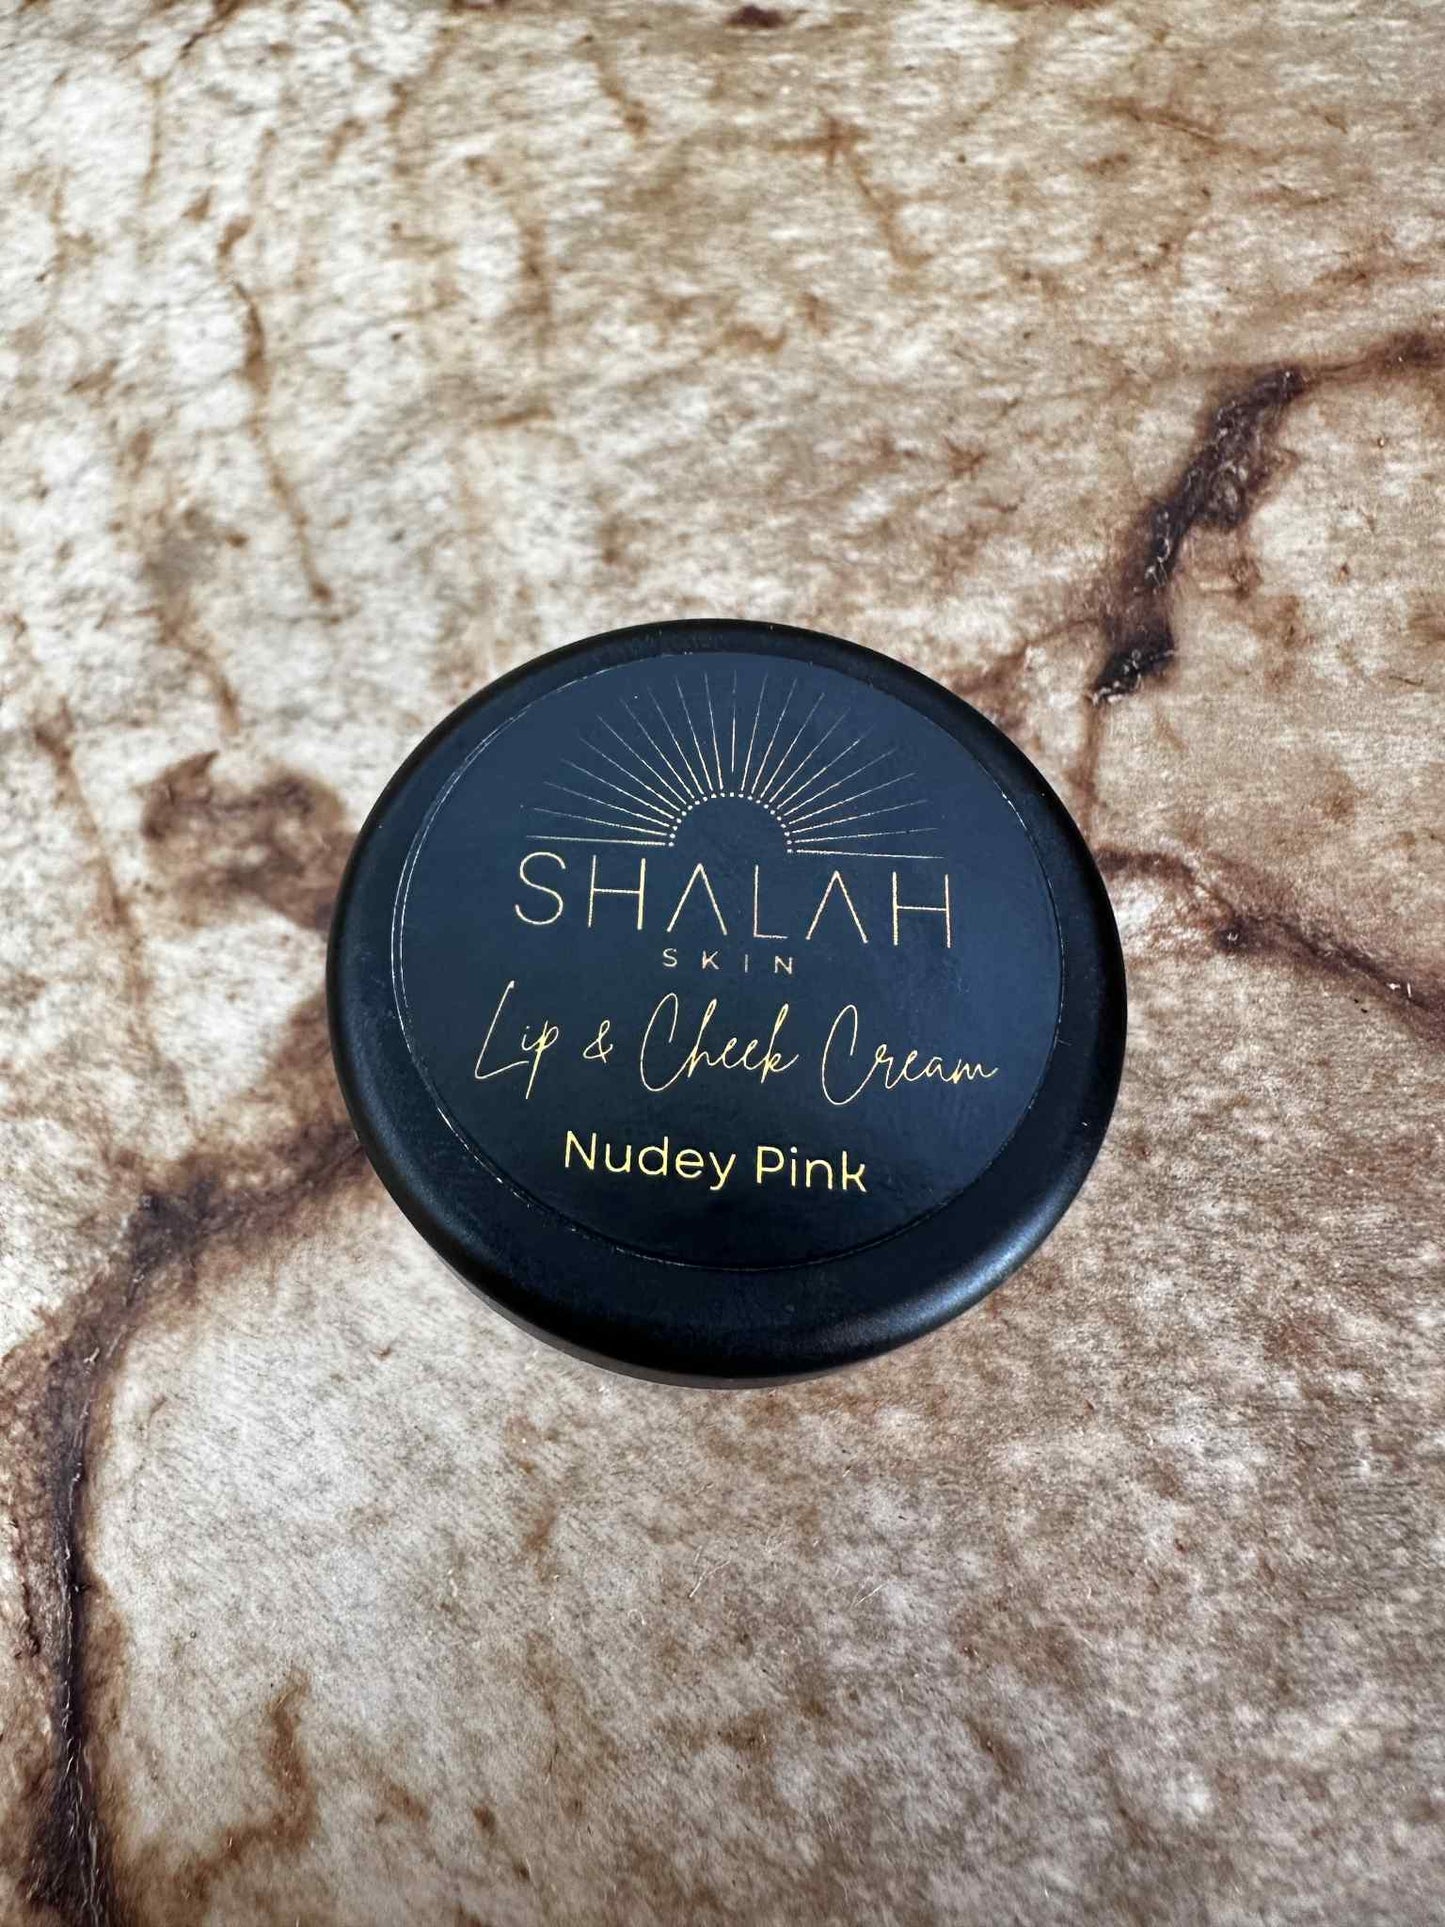 SHALAH
SKIN
Lip & Cheek Cream
Nudey Pink